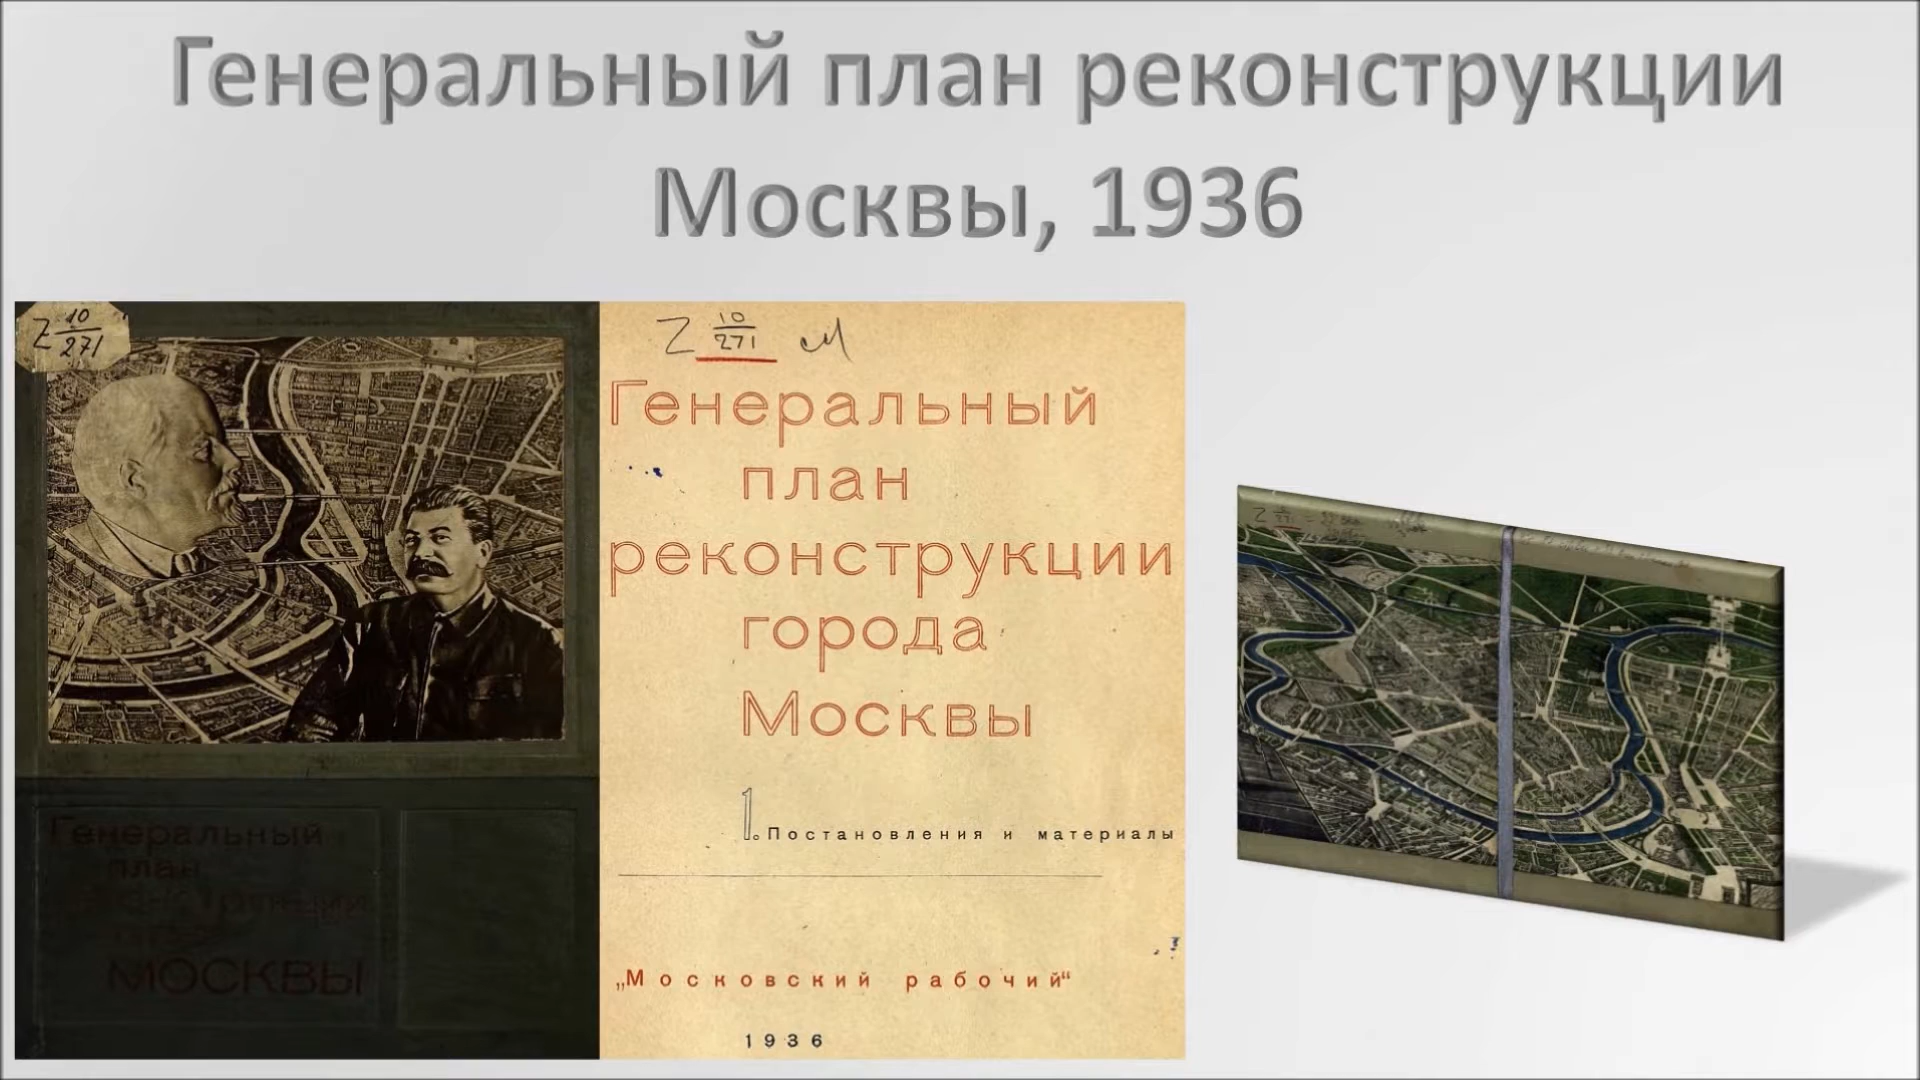 Генеральный план реконструкции
Москвы, 1936
Z 10
271
Генеральный
план
МОСКВЫ
Z 10
271 М
Генеральный
план
реконструкции
города
Москвы
1. Постановления и материалы
„Московский рабочий“
1936